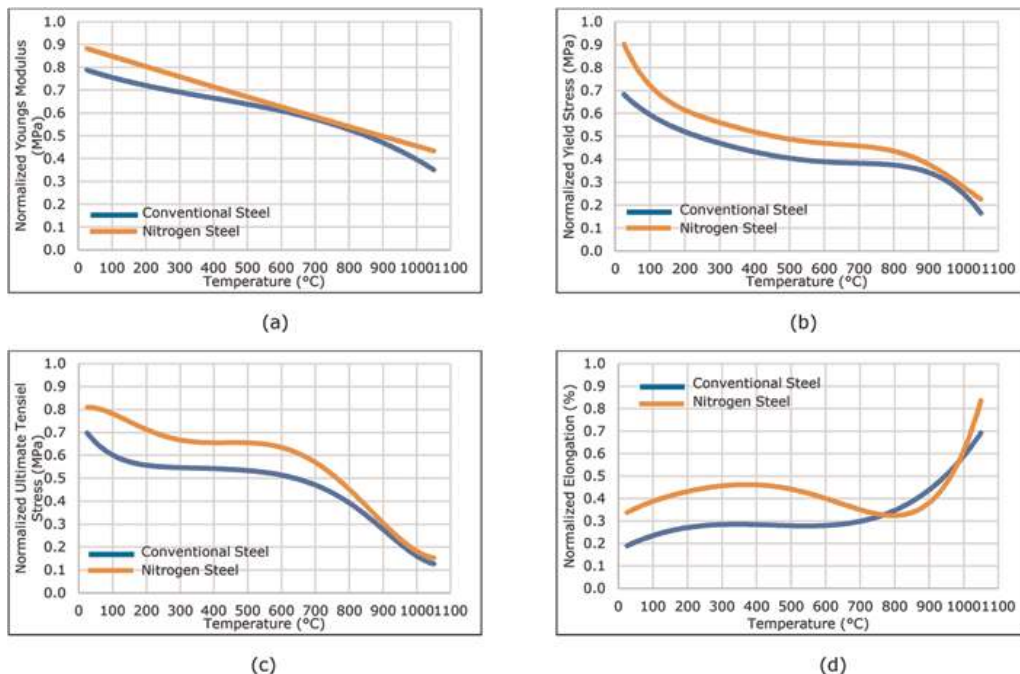 1.0
0.9
0.8
0.7
0.6
0.5
0.4
0.3
0.2
0.1
0.0
Normalized Youngs Modulus
(MPa)
Conventional Steel
Nitrogen Steel
0 100 200 300 400 500 600 700 800 900 10001100
Temperature (°C)
(a)
1.0
0.9
0.8
0.7
0.6
0.5
0.4
0.3
0.2
0.1
0.0
Normalized Yield Stress (MPa)
Conventional Steel
Nitrogen Steel
0 100 200 300 400 500 600 700 800 900 10001100
Temperature (°C)
(b)
1.0
0.9
0.8
0.7
0.6
0.5
0.4
0.3
0.2
0.1
0.0
Normalized Ultimate Tensiel
Stress (MPa)
Conventional Steel
Nitrogen Steel
0 100 200 300 400 500 600 700 800 900 10001100
Temperature (°C)
(c)
1.0
0.9
0.8
0.7
0.6
0.5
0.4
0.3
0.2
0.1
0.0
Normalized Elongation (%)
Conventional Steel
Nitrogen Steel
0 100 200 300 400 500 600 700 800 900 10001100
Temperature (°C)
(d)